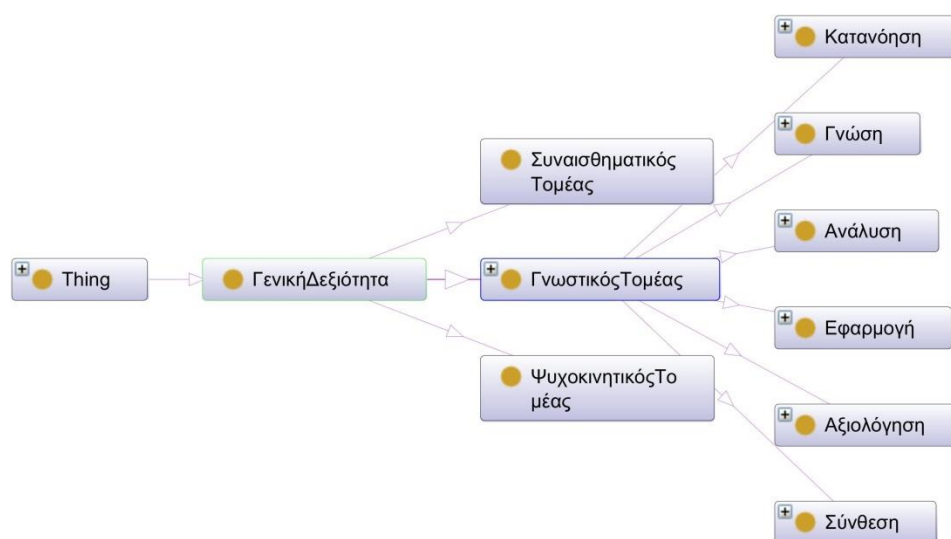 Κατανόηση
Γνώση
Συναισθηματικός
Τομέας
Ανάλυση
Thing
ΓενικήΔεξιότητα
ΓνωστικόςΤομέας
Εφαρμογή
ΨυχοκινητικόςΤο
μέας
Αξιολόγηση
Σύνθεση